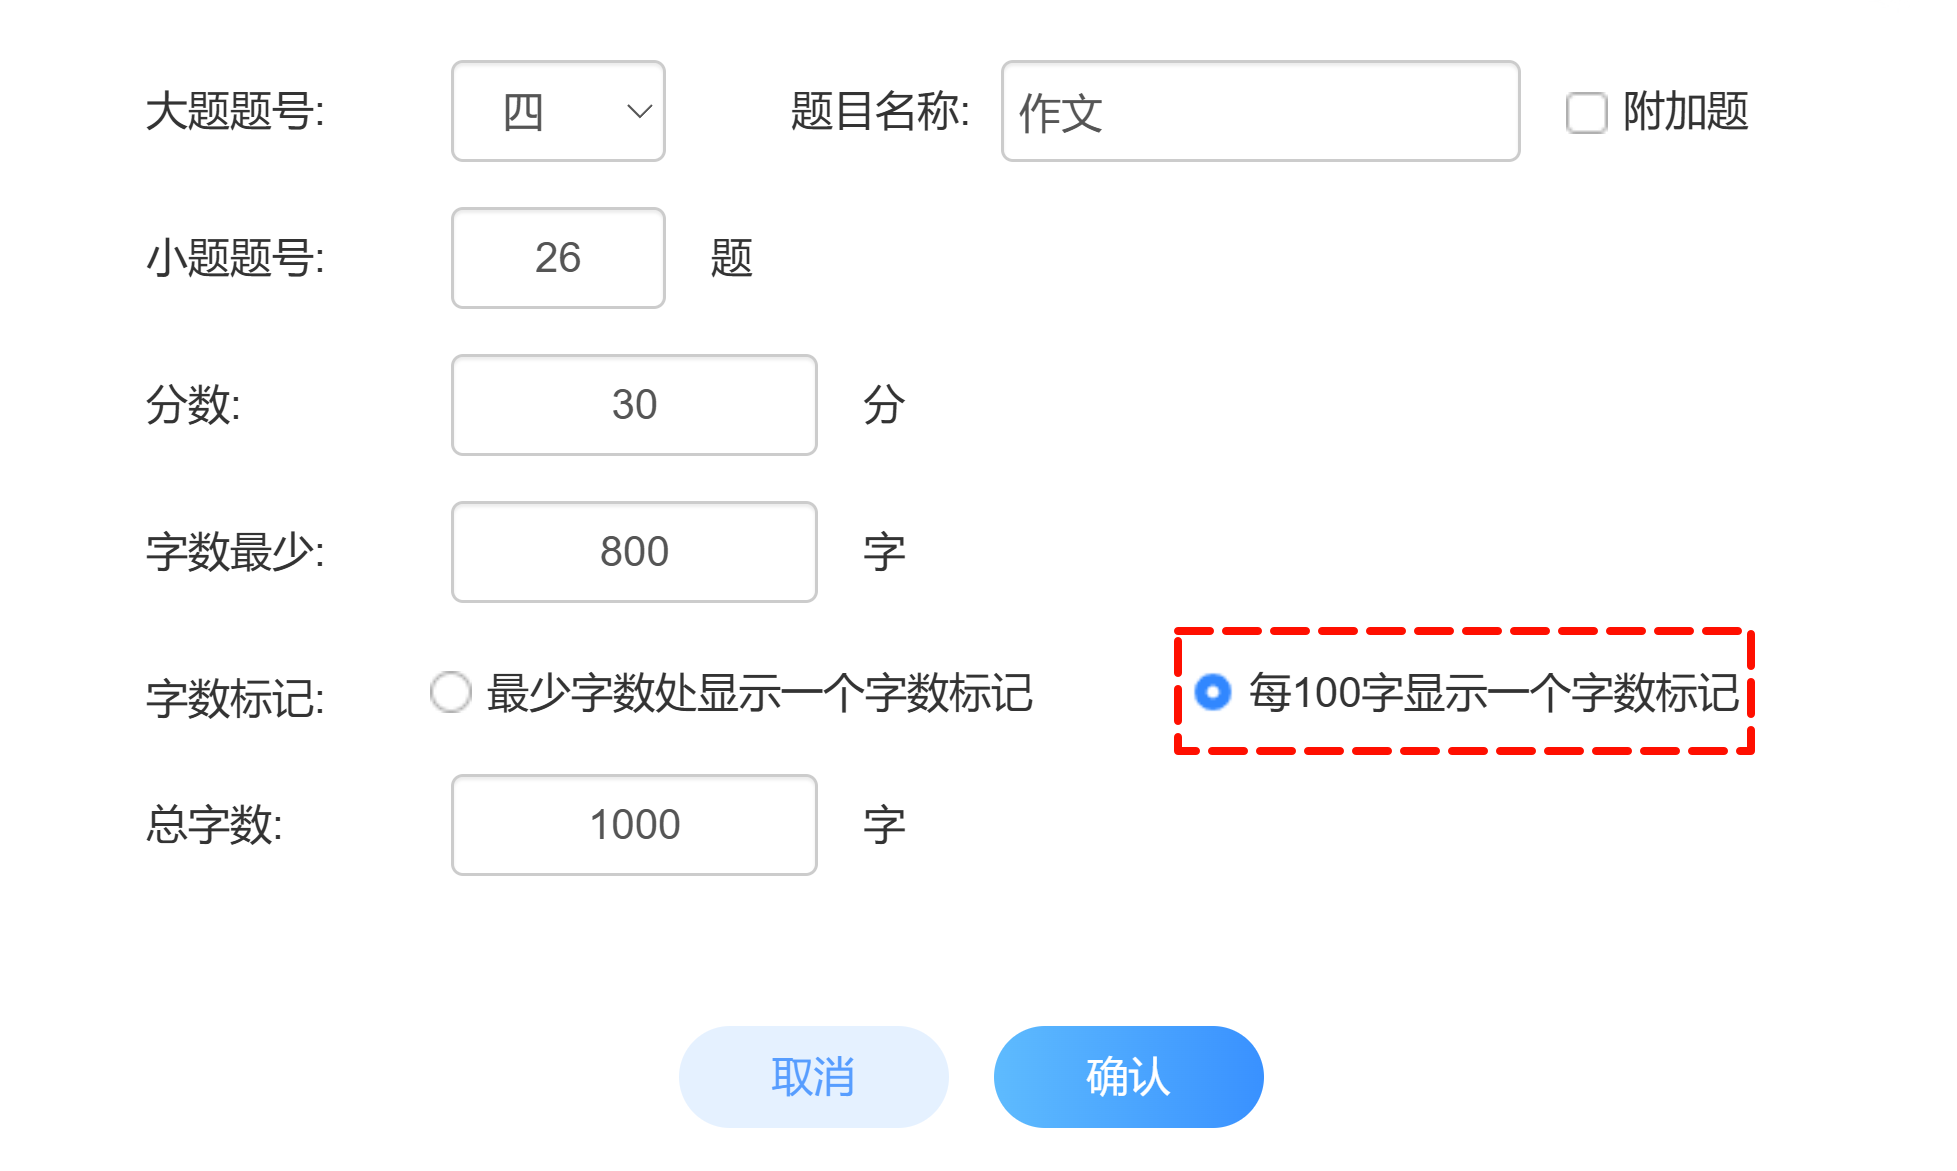 大题题号: 四 题目名称: 作文 附加题
小题题号: 26 题
分数: 30 分
字数最少: 800 字
字数标记: 最少字数处显示一个字数标记 每100字显示一个字数标记
总字数: 1000 字
取消 确认